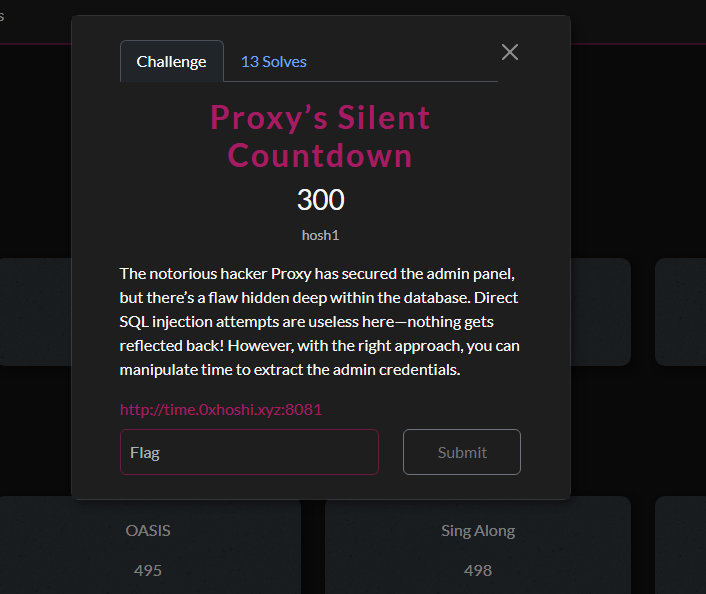 s
Challenge
13 Solves
Proxy’s Silent
Countdown
300
hosh1
The notorious hacker Proxy has secured the admin panel,
but there’s a flaw hidden deep within the database. Direct
SQL injection attempts are useless here—nothing gets
reflected back! However, with the right approach, you can
manipulate time to extract the admin credentials.
http://time.0xhoshi.xyz:8081
Flag
Submit
OASIS
Sing Along
495
498